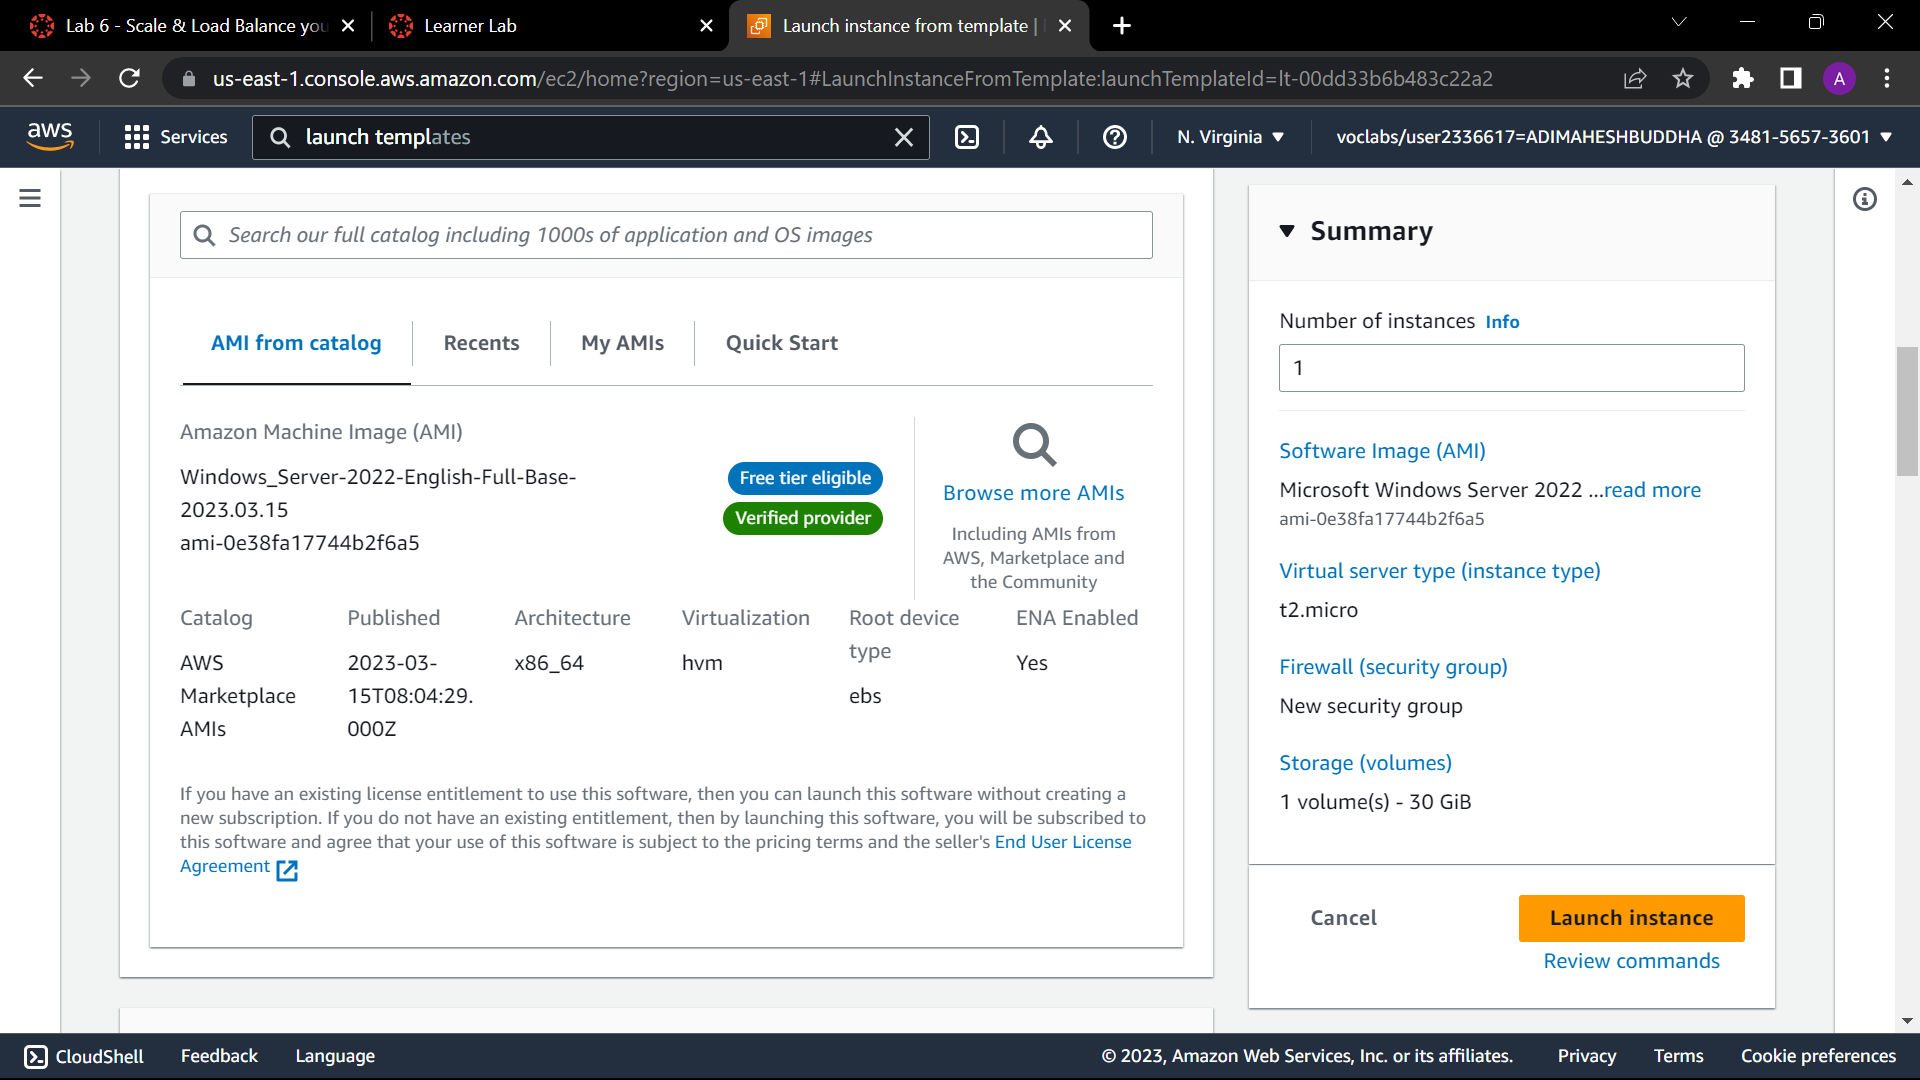 Lab 6 - Scale & Load Balance you
Learner Lab
Launch instance from template |
us-east-1.console.aws.amazon.com/ec2/home?region=us-east-1#LaunchInstanceFromTemplate:launchTemplateId=lt-00dd33b6b483c22a2
A
aws
Services
launch templates
N. Virginia
voclabs/user2336617=ADIMAHESHBUDDHA @ 3481-5657-3601
Search our full catalog including 1000s of application and OS images
AMI from catalog
Recents
My AMIs
Quick Start
Amazon Machine Image (AMI)
Windows_Server-2022-English-Full-Base-
2023.03.15
ami-0e38fa17744b2f6a5
Free tier eligible
Verified provider
Browse more AMIs
Including AMIs from
AWS, Marketplace and
the Community
Catalog
AWS
Marketplace
AMIs
Published
2023-03-
15T08:04:29.
000Z
Architecture
x86_64
Virtualization
hvm
Root device
type
ebs
ENA Enabled
Yes
If you have an existing license entitlement to use this software, then you can launch this software without creating a
new subscription. If you do not have an existing entitlement, then by launching this software, you will be subscribed to
this software and agree that your use of this software is subject to the pricing terms and the seller's End User License
Agreement
Summary
Number of instances Info
1
Software Image (AMI)
Microsoft Windows Server 2022 ...read more
ami-0e38fa17744b2f6a5
Virtual server type (instance type)
t2.micro
Firewall (security group)
New security group
Storage (volumes)
1 volume(s) - 30 GiB
Cancel
Launch instance
Review commands
CloudShell
Feedback
Language
© 2023, Amazon Web Services, Inc. or its affiliates.
Privacy
Terms
Cookie preferences